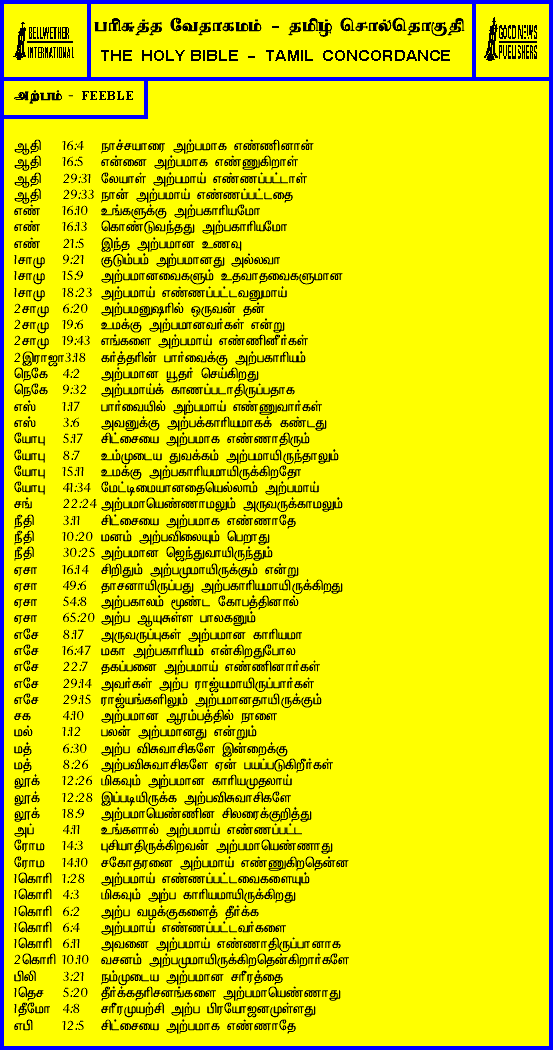 BELLWETHER
INTERNATIONAL
பரிசுத்த வேதாகமம் - தமிழ் சொல்தொகுதி
THE HOLY BIBLE - TAMIL CONCORDANCE
GOOD NEWS
PUBLISHERS
அற்பம் - FEEBLE
ஆதி 16:4 நாச்சயாரை அற்பமாக எண்ணினான்
ஆதி 16:5 என்னை அற்பமாக எண்ணுகிறாள்
ஆதி 29:31 லேயாள் அற்பமாய் எண்ணப்பட்டாள்
ஆதி 29:33 நான் அற்பமாய் எண்ணப்பட்டதை
எண் 16:10 உங்களுக்கு அற்பகாரியமோ
எண் 16:13 கொண்டுவந்தது அற்பகாரியமோ
எண் 21:5 இந்த அற்பமான உணவு
1சாமு 9:21 குடும்பம் அற்பமானது அல்லவா
1சாமு 15:9 அற்பமானவைகளும் உதவாதவைகளுமான
1சாமு 18:23 அற்பமாய் எண்ணப்பட்டவனுமாய்
2சாமு 6:20 அற்பமனுஷரில் ஒருவன் தன்
2சாமு 19:6 உமக்கு அற்பமானவர்கள் என்று
2சாமு 19:43 எங்களை அற்பமாய் எண்ணினீர்கள்
2இராஜா3:18 கர்த்தரின் பார்வைக்கு அற்பகாரியம்
நெகே 4:2 அற்பமான யூதர் செய்கிறது
நெகே 9:32 அற்பமாய்க் காணப்படாதிருப்பதாக
எஸ் 1:17 பார்வையில் அற்பமாய் எண்ணுவார்கள்
எஸ் 3:6 அவனுக்கு அற்பக்காரியமாகக் கண்டது
யோபு 5:17 சிட்சையை அற்பமாக எண்ணாதிரும்
யோபு 8:7 உம்முடைய துவக்கம் அற்பமாயிருந்தாலும்
யோபு 15:11 உமக்கு அற்பகாரியமாயிருக்கிறதோ
யோபு 41:34 மேட்டிமையானதையெல்லாம் அற்பமாய்
சங் 22:24 அற்பமாயெண்ணாமலும் அருவருக்காமலும்
நீதி 3:11 சிட்சையை அற்பமாக எண்ணாதே
நீதி 10:20 மனம் அற்பவிலையும் பெறாது
நீதி 30:25 அற்பமான ஜெந்துவாயிருந்தும்
ஏசா 16:14 சிறிதும் அற்பமுமாயிருக்கும் என்று
ஏசா 49:6 தாசனாயிருப்பது அற்பகாரியமாயிருக்கிறது
ஏசா 54:8 அற்பகாலம் மூண்ட கோபத்தினால்
ஏசா 65:20 அற்ப ஆயுசுள்ள பாலகனும்
எசே 8:17 அருவருப்புகள் அற்பமான காரியமா
எசே 16:47 மகா அற்பகாரியம் என்கிறதுபோல
எசே 22:7 தகப்பனை அற்பமாய் எண்ணினார்கள்
எசே 29:14 அவர்கள் அற்ப ராஜ்யமாயிருப்பார்கள்
எசே 29:15 ராஜ்யங்களிலும் அற்பமானதாயிருக்கும்
சக 4:10 அற்பமான ஆரம்பத்தில் நாளை
மல் 1:12 பலன் அற்பமானது என்றும்
மத் 6:30 அற்ப விசுவாசிகளே இன்றைக்கு
மத் 8:26 அற்பவிசுவாசிகளே ஏன் பயப்படுகிறீர்கள்
லூக் 12:26 மிகவும் அற்பமான காரியமுதலாய்
லூக் 12:28 இப்படியிருக்க அற்பவிசுவாசிகளே
லூக் 18:9 அற்பமாயெண்ணின சிலரைக்குறித்து
அப் 4:11 உங்களால் அற்பமாய் எண்ணப்பட்ட
ரோம 14:3 புசியாதிருக்கிறவன் அற்பமாயெண்ணாது
ரோம 14:10 சகோதரனை அற்பமாய் எண்ணுகிறதென்ன
1கொரி 1:28 அற்பமாய் எண்ணப்பட்டவைகளையும்
1கொரி 4:3 மிகவும் அற்ப காரியமாயிருக்கிறது
1கொரி 6:2 அற்ப வழக்குகளைத் தீர்க்க
1கொரி 6:4 அற்பமாய் எண்ணப்பட்டவர்களை
1கொரி 6:11 அவனை அற்பமாய் எண்ணாதிருப்பானாக
2கொரி 10:10 வசனம் அற்பமுமாயிருக்கிறதென்கிறார்களே
பிலி 3:21 நம்முடைய அற்பமான சரீரத்தை
1தெச 5:20 தீர்க்கதரிசனங்களை அற்பமாயெண்ணாது
1தீமோ 4:8 சரீரமுயற்சி அற்ப பிரயோஜனமுள்ளது
எபி 12:5 சிட்சையை அற்பமாக எண்ணாதே